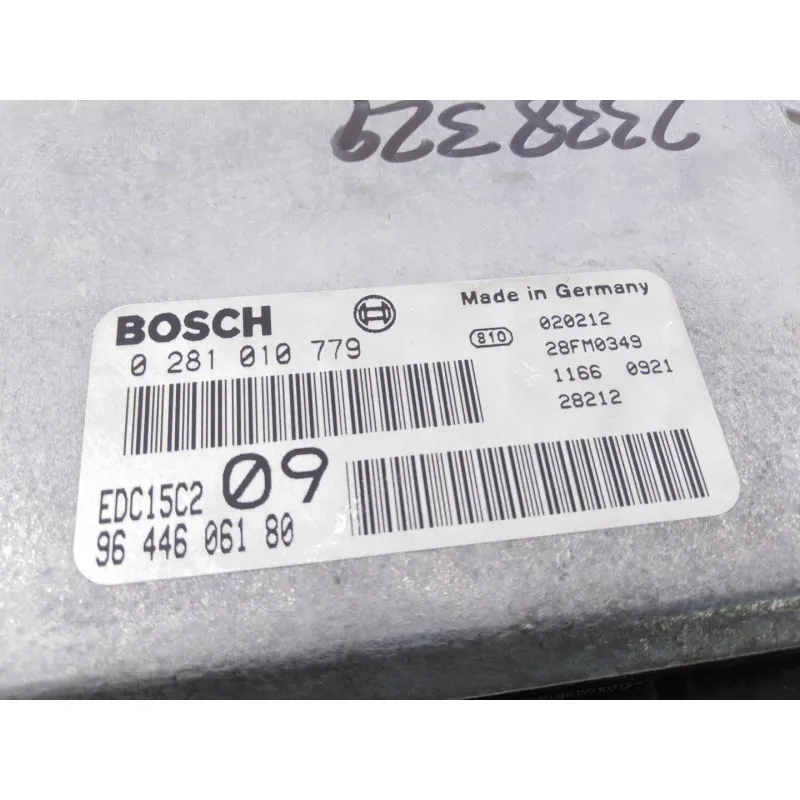 BOSCH
Made in Germany
0 281 010 779
810
020212
28FM0349
1166 0921
28212
EDC15C2 09
96 446 061 80